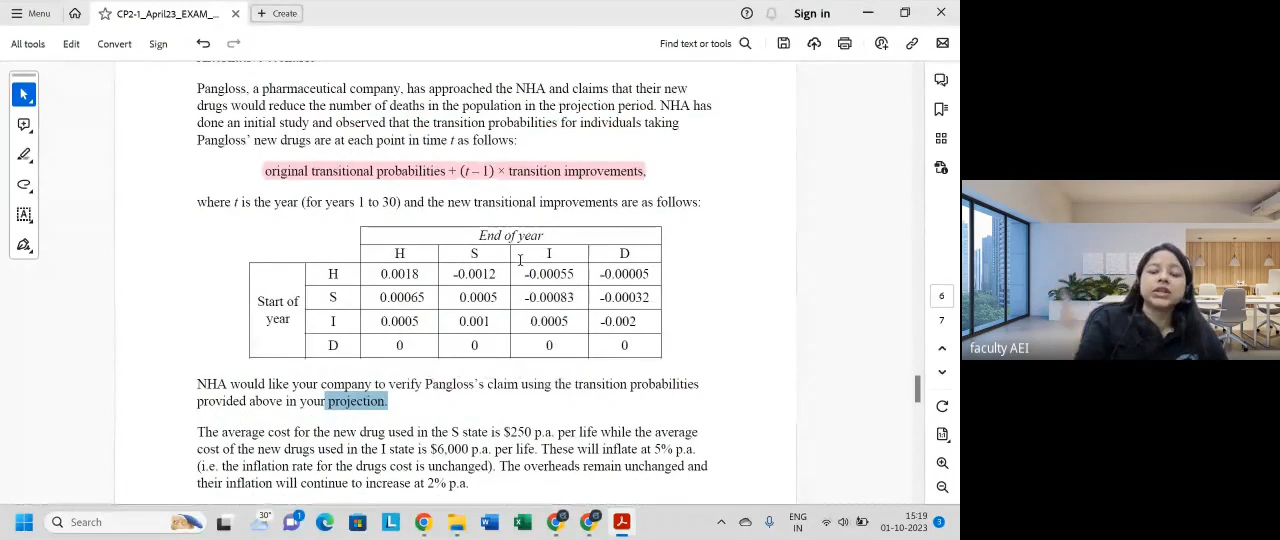 Menu
CP2-1_April23_EXAM_...
Create
Sign in
All tools
Edit
Convert
Sign
Find text or tools
Pangloss, a pharmaceutical company, has approached the NHA and claims that their new
drugs would reduce the number of deaths in the population in the projection period. NHA has
done an initial study and observed that the transition probabilities for individuals taking
Pangloss’ new drugs are at each point in time t as follows:
original transitional probabilities + (t – 1) × transition improvements,
where t is the year (for years 1 to 30) and the new transitional improvements are as follows:
End of year
H S I D
H 0.0018 -0.0012 -0.00055 -0.00005
S 0.00065 0.0005 -0.00083 -0.00032
Start of
year
I 0.0005 0.001 0.0005 -0.002
D 0 0 0 0
NHA would like your company to verify Pangloss’s claim using the transition probabilities
provided above in your projection.
The average cost for the new drug used in the S state is $250 p.a. per life while the average
cost of the new drugs used in the I state is $6,000 p.a. per life. These will inflate at 5% p.a.
(i.e. the inflation rate for the drugs cost is unchanged). The overheads remain unchanged and
their inflation will continue to increase at 2% p.a.
6
7
faculty AEI
Search
30°
1
ENG
IN
15:19
01-10-2023
3